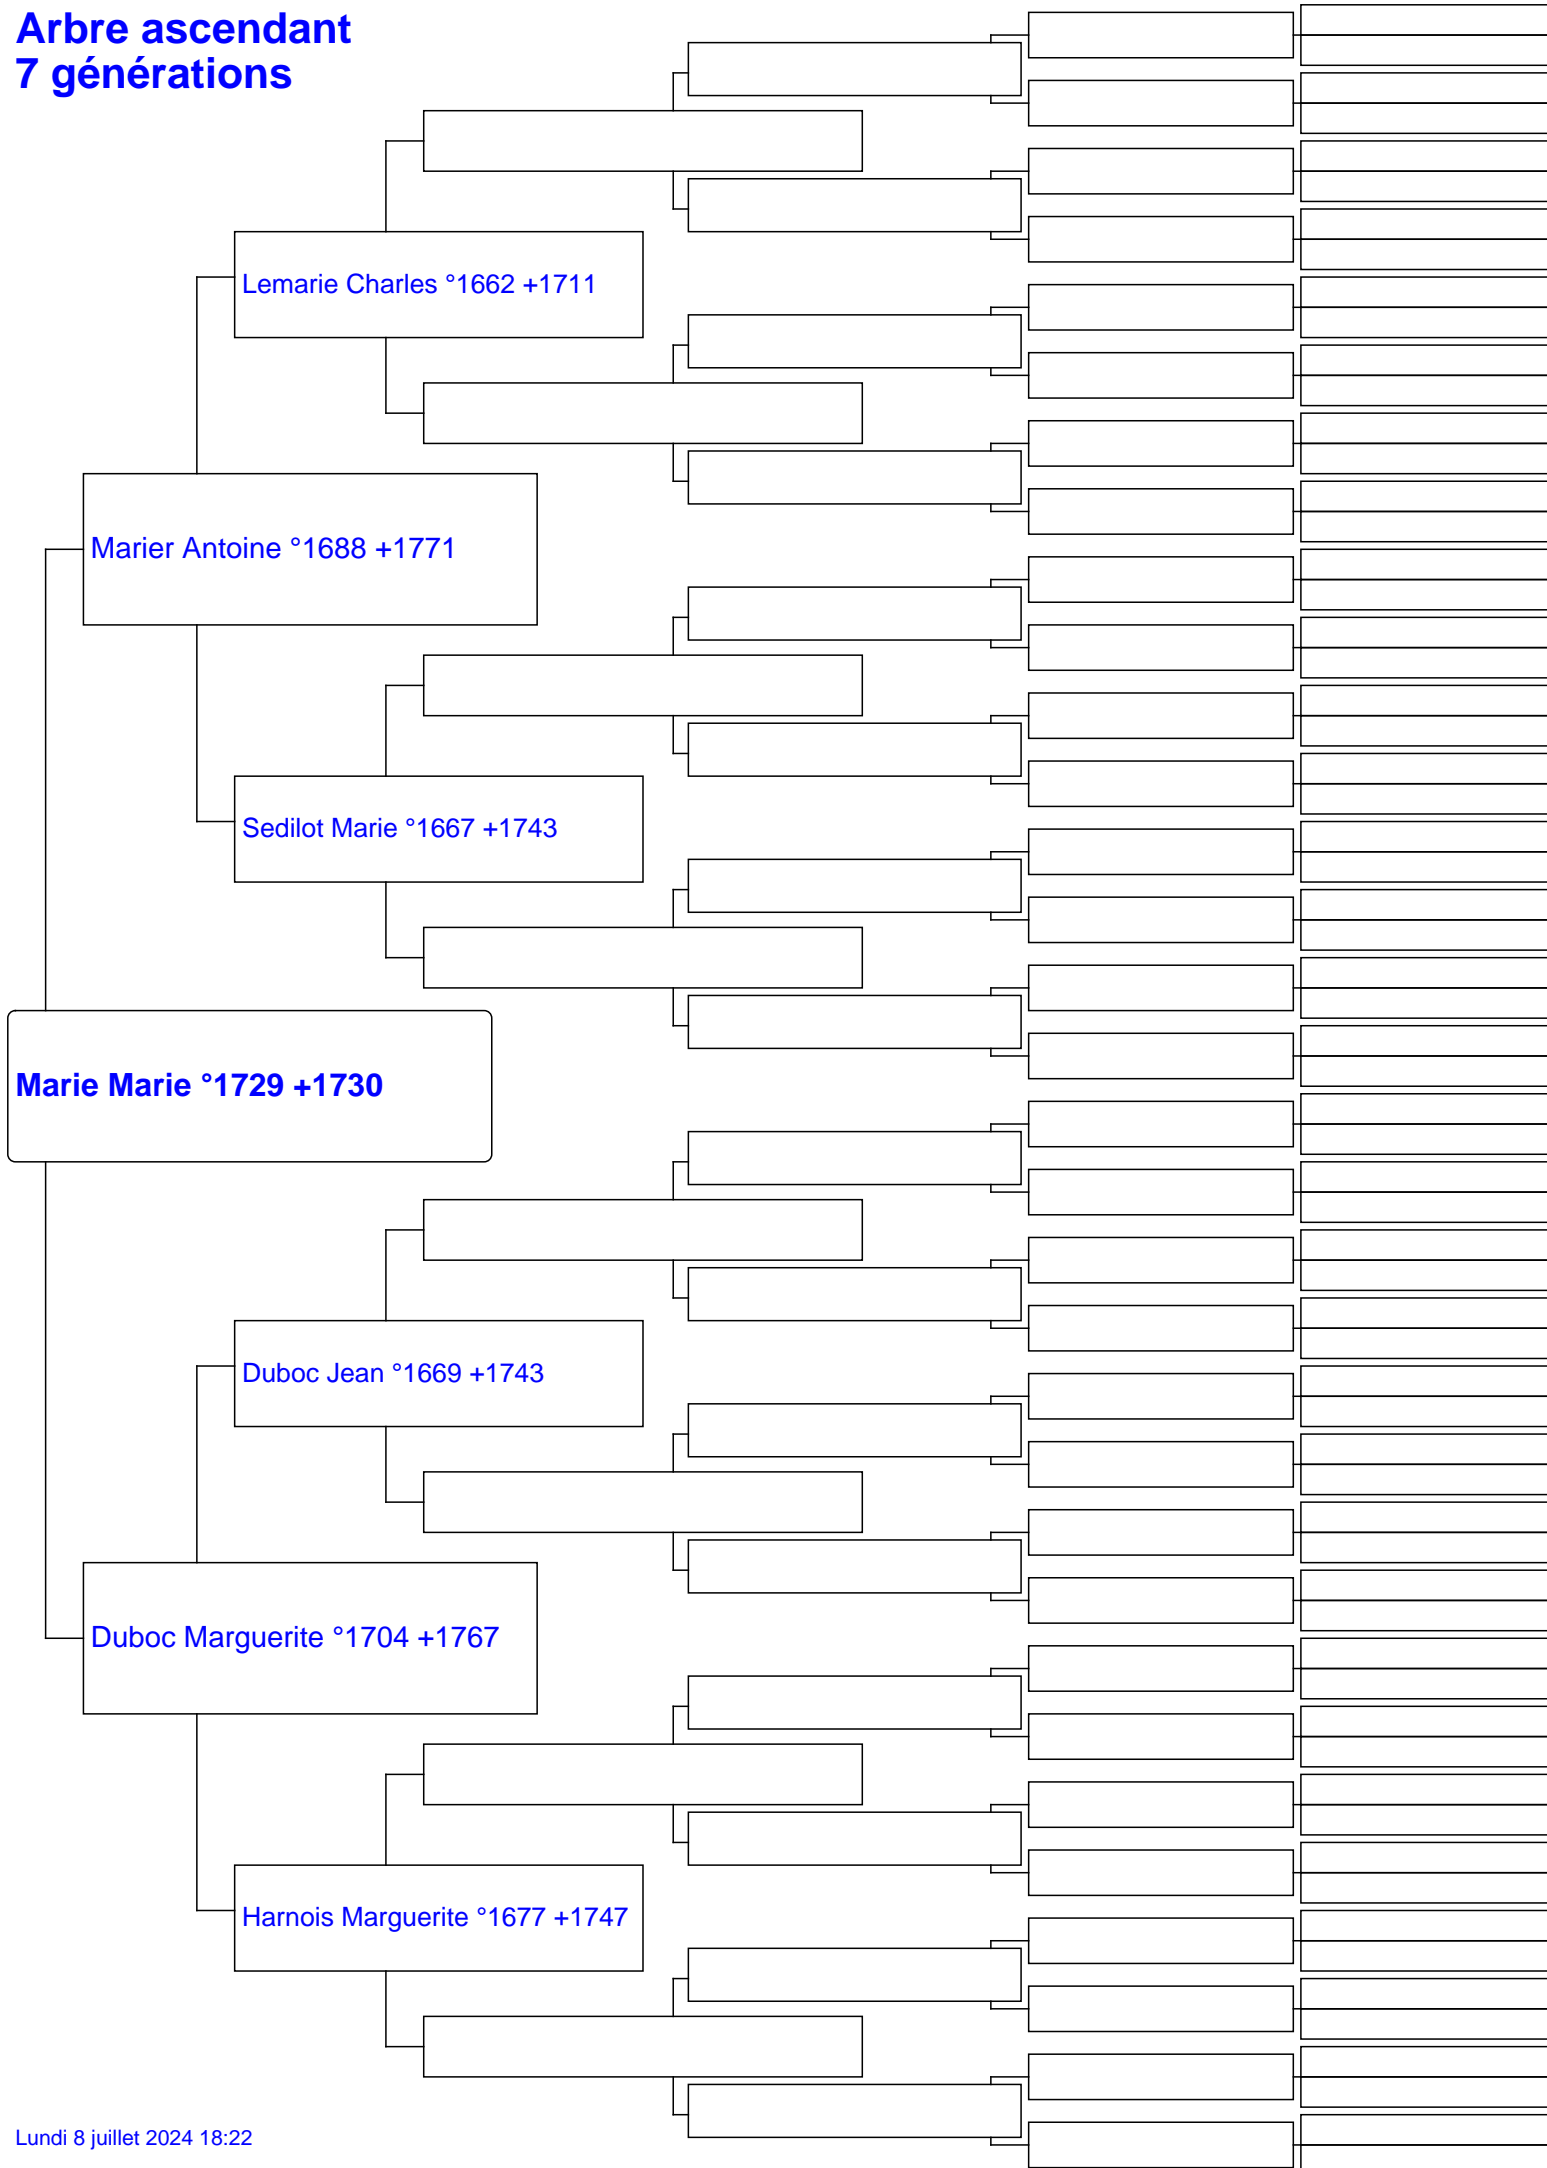 Arbre ascendant
7 générations
Lemarie Charles °1662 +1711
Marier Antoine °1688 +1771
Sedilot Marie °1667 +1743
Marie Marie °1729 +1730
Duboc Jean °1669 +1743
Duboc Marguerite °1704 +1767
Harnois Marguerite °1677 +1747
Lundi 8 juillet 2024 18:22